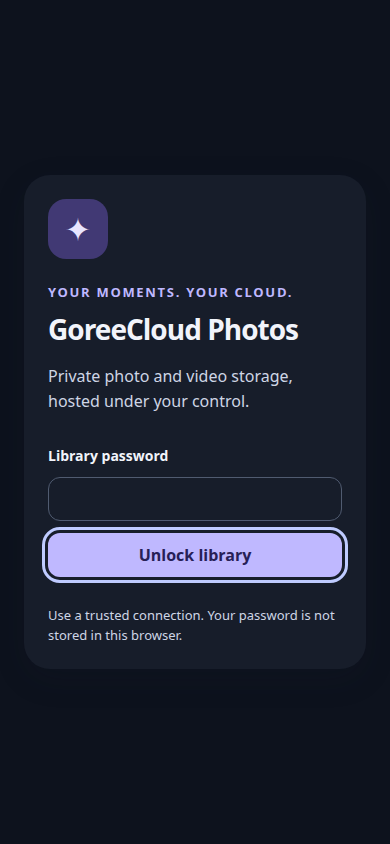 YOUR MOMENTS. YOUR CLOUD.
GoreeCloud Photos
Private photo and video storage,
hosted under your control.
Library password
Unlock library
Use a trusted connection. Your password is not
stored in this browser.